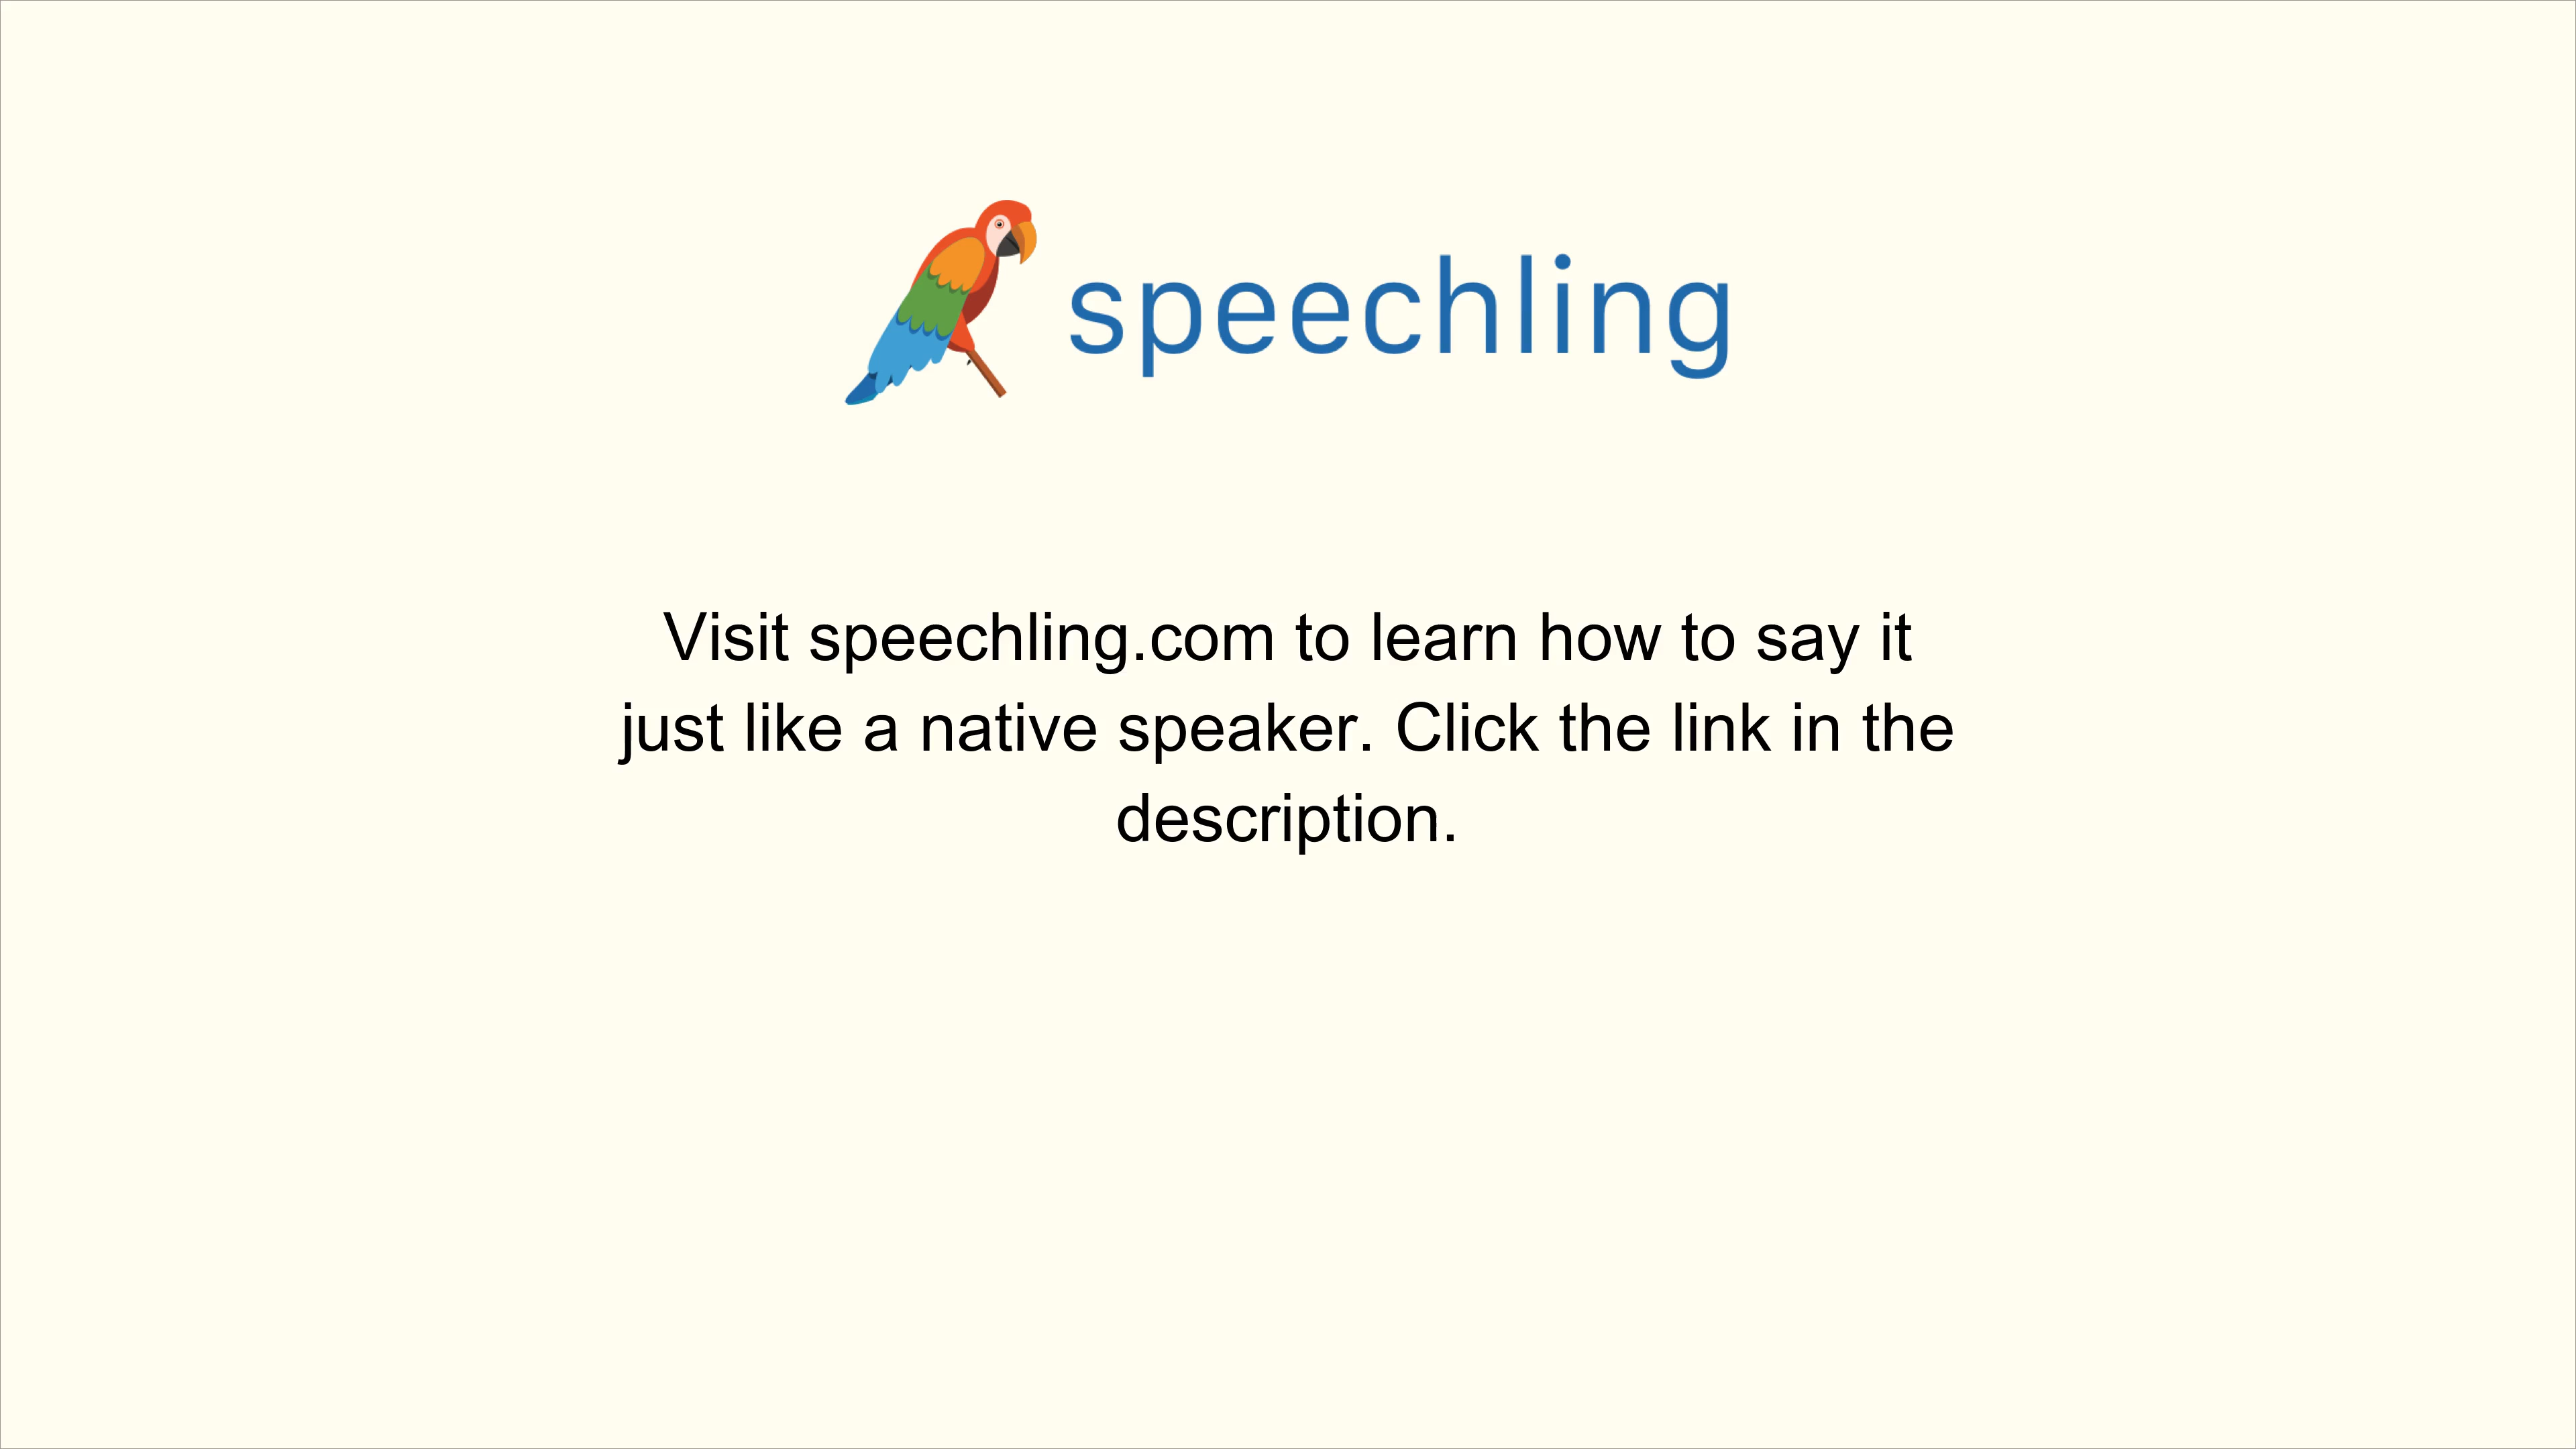 speechling
Visit speechling.com to learn how to say it
just like a native speaker. Click the link in the
description.